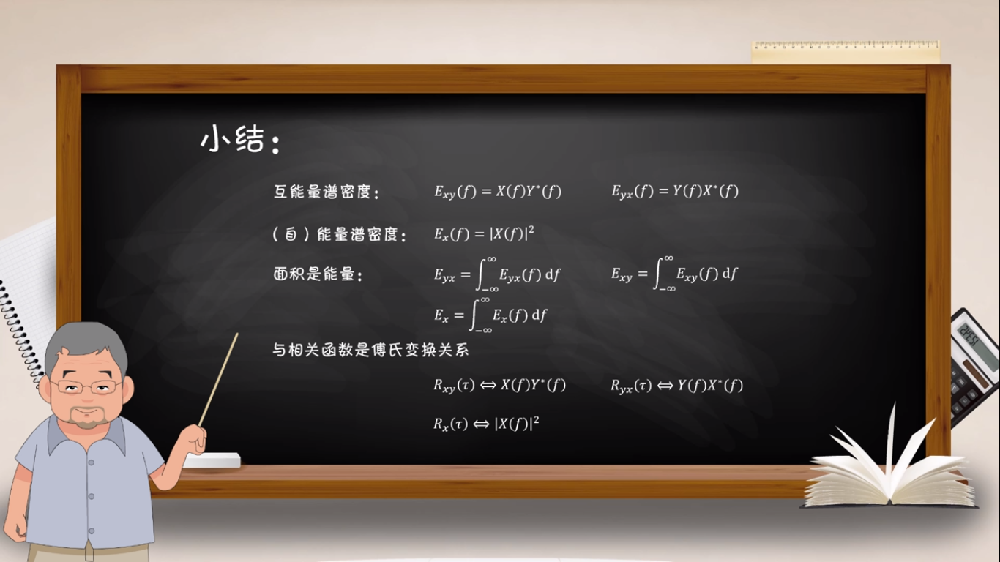 小结：
互能量谱密度： $E_{xy}(f) = X(f)Y^*(f)$ $E_{yx}(f) = Y(f)X^*(f)$
（自）能量谱密度： $E_x(f) = |X(f)|^2$
面积是能量： $E_{yx} = \int_{-\infty}^{\infty} E_{yx}(f)\,\mathrm{d}f$ $E_{xy} = \int_{-\infty}^{\infty} E_{xy}(f)\,\mathrm{d}f$
$E_x = \int_{-\infty}^{\infty} E_x(f)\,\mathrm{d}f$
与相关函数是傅氏变换关系
$R_{xy}(\tau) \Leftrightarrow X(f)Y^*(f)$ $R_{yx}(\tau) \Leftrightarrow Y(f)X^*(f)$
$R_x(\tau) \Leftrightarrow |X(f)|^2$